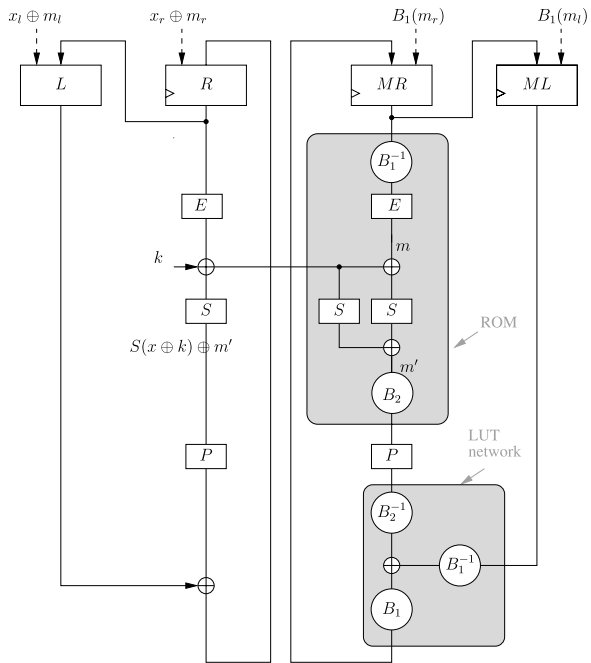 x_l ⊕ m_l x_r ⊕ m_r B_1(m_r) B_1(m_l)
L R MR ML
B_1^{-1}
E E
k m
S S S
ROM
S(x ⊕ k) ⊕ m′
m′
B_2
LUT
network
P P
B_2^{-1}
B_1^{-1}
B_1